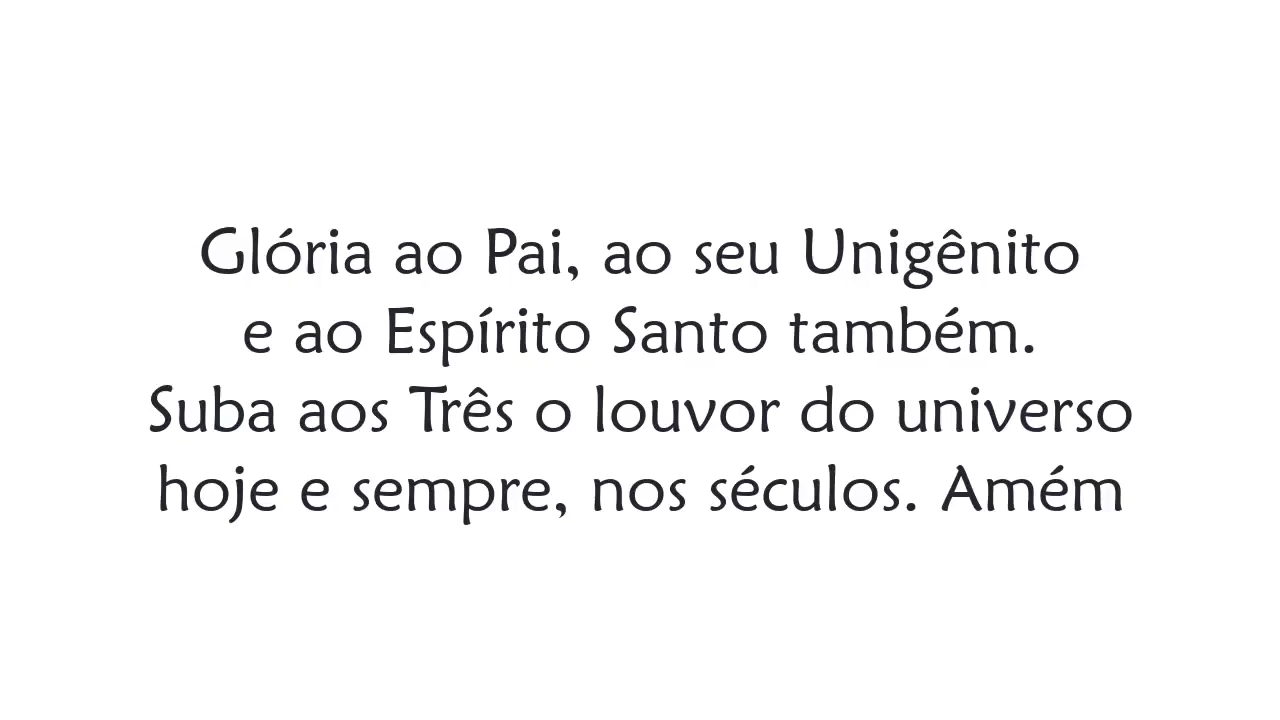 Glória ao Pai, ao seu Unigênito
e ao Espírito Santo também.
Suba aos Três o louvor do universo
hoje e sempre, nos séculos. Amém